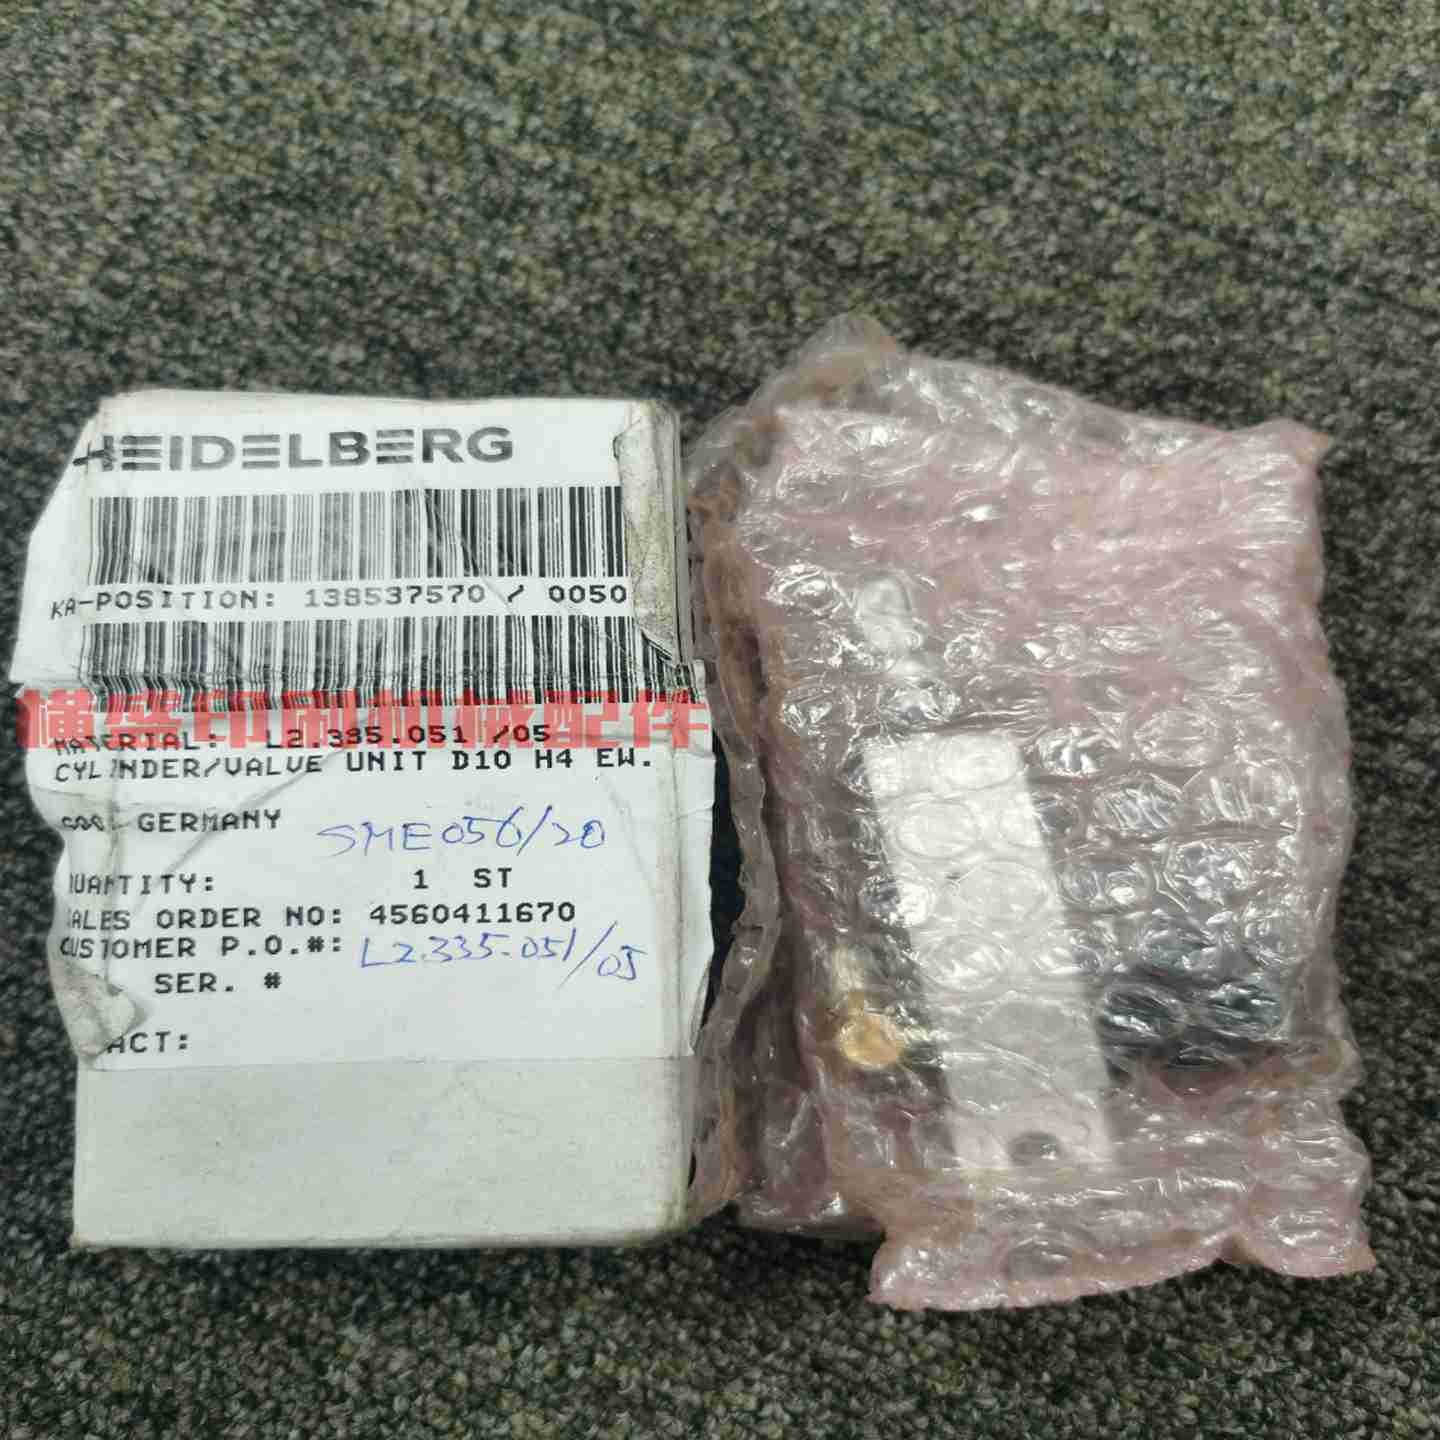 HEIDELBERG
KA-POSITION: 138537570 / 0050
横盛印刷机械配件
MATERIAL: L2.335.051 /05
CYLINDER/VALVE UNIT D10 H4 EW.
GERMANY
SME056/20
QUANTITY: 1 ST
SALES ORDER NO: 4560411670
CUSTOMER P.O.#: L2.335.051/05
SER. #
ACT: